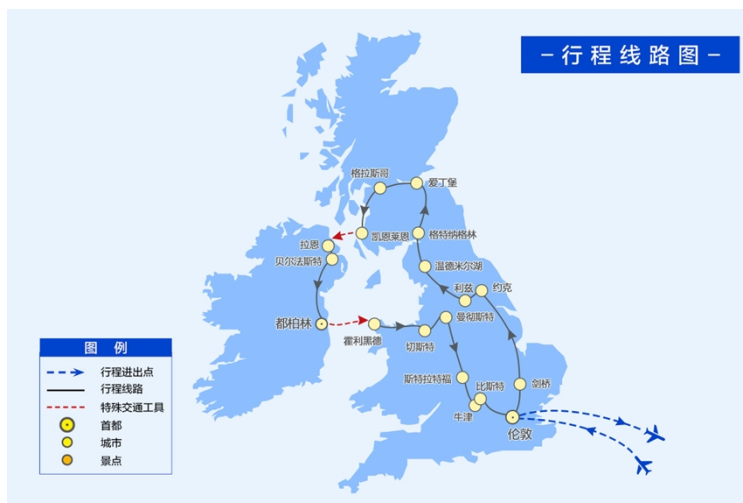 －行程线路图－
格拉斯哥
爱丁堡
凯恩莱恩
格特纳格林
拉恩
贝尔法斯特
温德米尔湖
利兹
约克
都柏林
霍利黑德
曼彻斯特
切斯特
斯特拉特福
比斯特
剑桥
牛津
伦敦
图 例
行程进出点
行程线路
特殊交通工具
首都
城市
景点